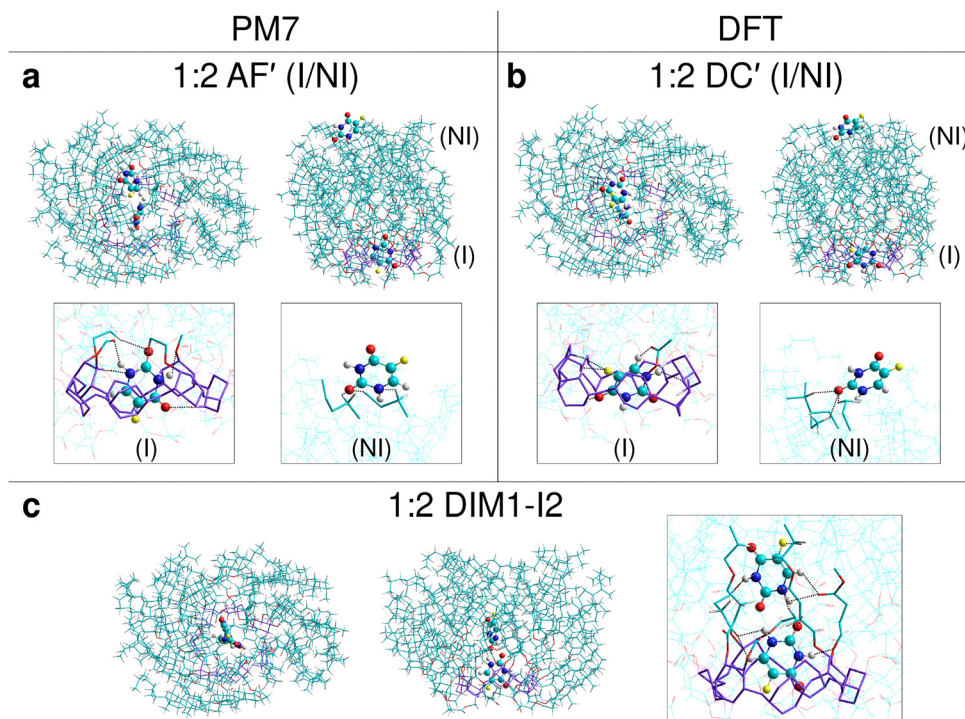 PM7
DFT
a
1:2 AF′ (I/NI)
b
1:2 DC′ (I/NI)
(NI)
(I)
(NI)
(I)
(I)
(NI)
(I)
(NI)
c
1:2 DIM1-I2